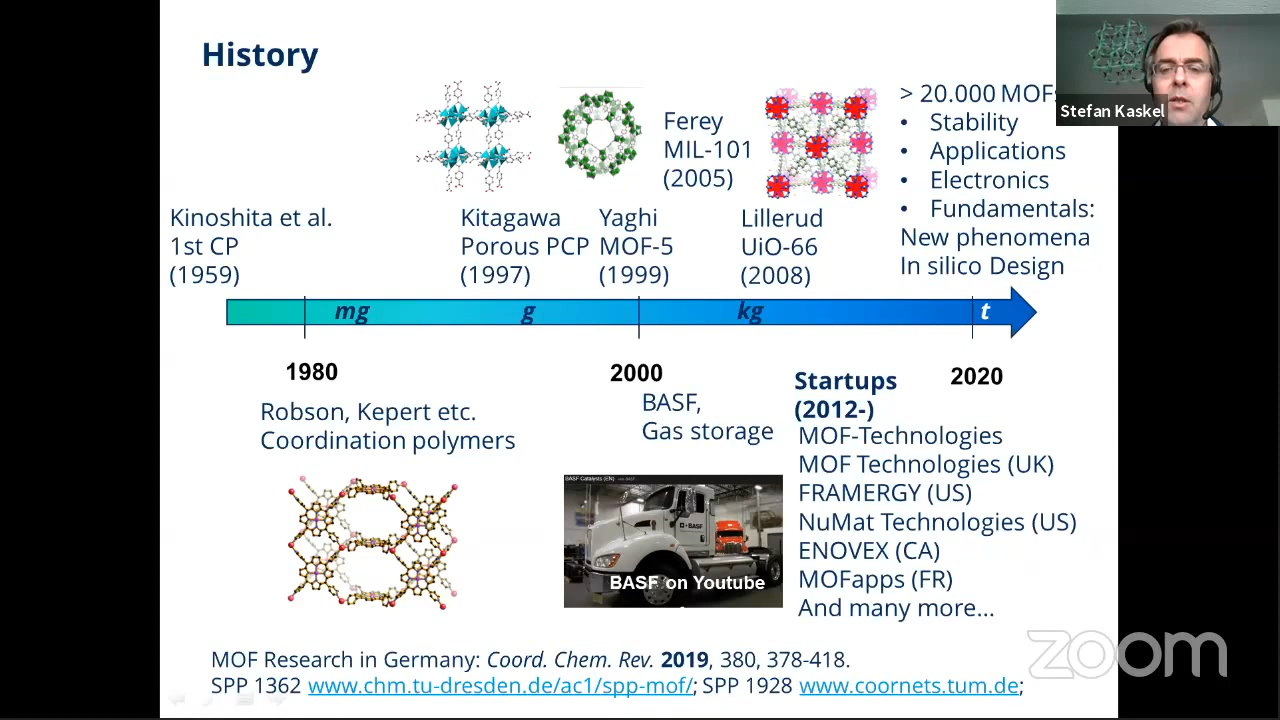 History
Stefan Kaskel
Ferey
MIL-101
(2005)
> 20.000 MOFs
• Stability
• Applications
• Electronics
• Fundamentals:
New phenomena
In silico Design
Kinoshita et al.
1st CP
(1959)
Kitagawa
Porous PCP
(1997)
Yaghi
MOF-5
(1999)
Lillerud
UiO-66
(2008)
mg g kg t
1980 2000 2020
Robson, Kepert etc.
Coordination polymers
BASF,
Gas storage
Startups
(2012-)
MOF-Technologies
MOF Technologies (UK)
FRAMERGY (US)
NuMat Technologies (US)
ENOVEX (CA)
MOFapps (FR)
And many more...
BASF Catalysts (EN)
BASF
BASF on Youtube
MOF Research in Germany: Coord. Chem. Rev. 2019, 380, 378-418.
SPP 1362 www.chm.tu-dresden.de/ac1/spp-mof/; SPP 1928 www.coornets.tum.de;
zoom